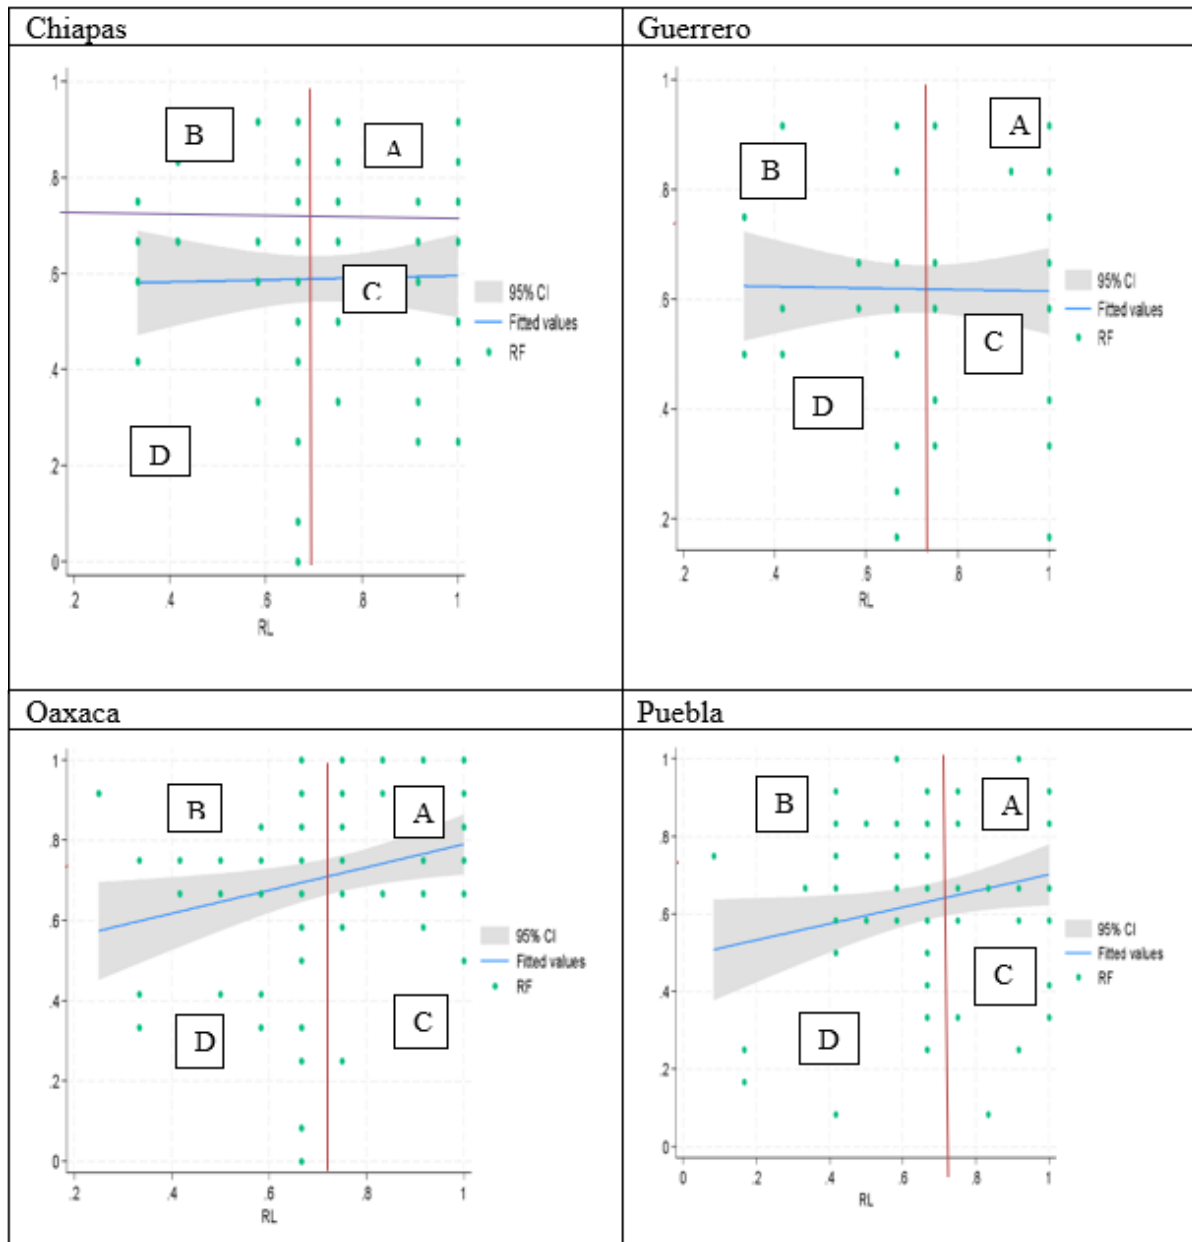 Chiapas
1
B
A
.8
.6
C
95% CI
Fitted values
RF
.4
D
.2
0
.2
.4
.6
.8
1
RL
Guerrero
1
A
B
.8
.6
95% CI
Fitted values
RF
C
D
.4
.2
.2
.4
.6
.8
1
RL
Oaxaca
1
B
A
.8
.6
95% CI
Fitted values
RF
.4
C
D
.2
0
.2
.4
.6
.8
1
RL
Puebla
1
B
A
.8
.6
95% CI
Fitted values
RF
C
.4
D
.2
0
0
.2
.4
.6
.8
1
RL